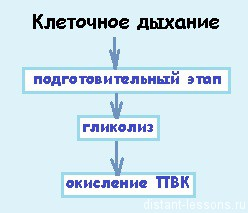 Клеточное дыхание
подготовительный этап
гликолиз
окисление ПВК
distant-lessons.ru